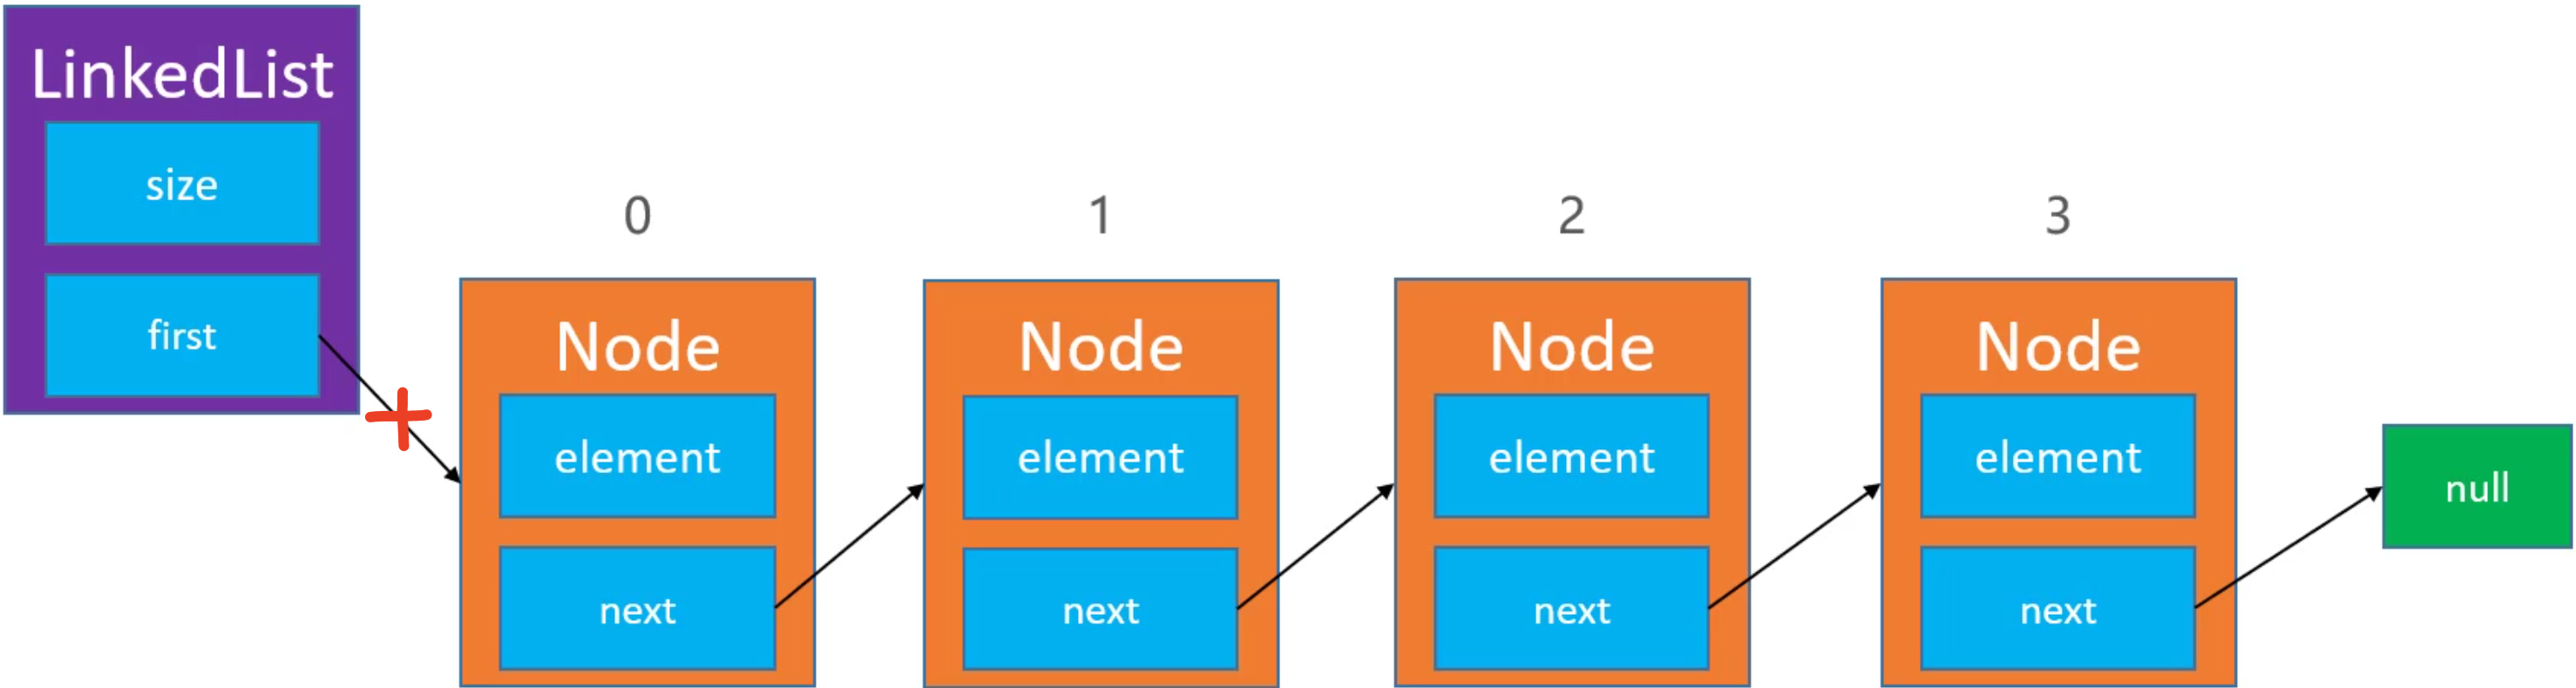 LinkedList
size
first
0
1
2
3
Node
element
next
Node
element
next
Node
element
next
Node
element
next
null